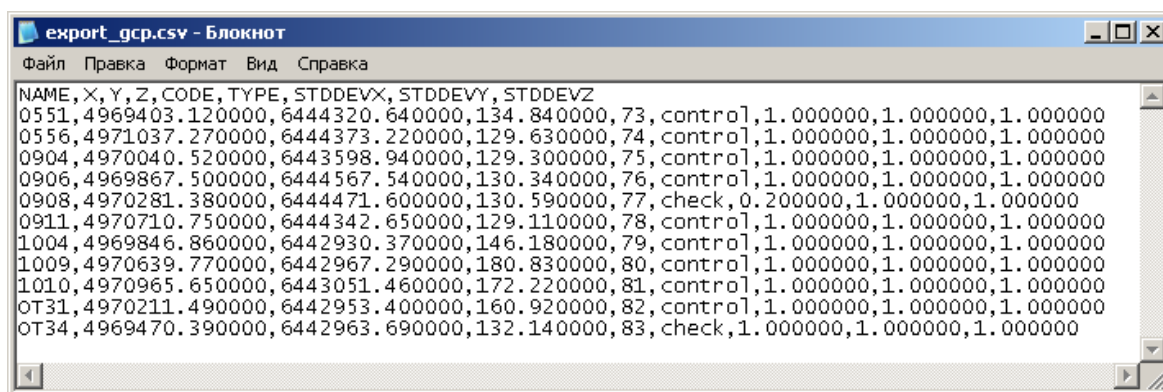 export_gcp.csv - Блокнот
Файл Правка Формат Вид Справка
NAME,X,Y,Z,CODE,TYPE,STDDEVX,STDDEVY,STDDEVZ
0551,4969403.120000,6444320.640000,134.840000,73,control,1.000000,1.000000,1.000000
0556,4971037.270000,6444373.220000,129.630000,74,control,1.000000,1.000000,1.000000
0904,4970040.520000,6443598.940000,129.300000,75,control,1.000000,1.000000,1.000000
0906,4969867.500000,6444567.540000,130.340000,76,control,1.000000,1.000000,1.000000
0908,4970281.380000,6444471.600000,130.590000,77,check,0.200000,1.000000,1.000000
0911,4970710.750000,6444342.650000,129.110000,78,control,1.000000,1.000000,1.000000
1004,4969846.860000,6442930.370000,146.180000,79,control,1.000000,1.000000,1.000000
1009,4970639.770000,6442967.290000,180.830000,80,control,1.000000,1.000000,1.000000
1010,4970965.650000,6443051.460000,172.220000,81,control,1.000000,1.000000,1.000000
ОТ31,4970211.490000,6442953.400000,160.920000,82,control,1.000000,1.000000,1.000000
ОТ34,4969470.390000,6442963.690000,132.140000,83,check,1.000000,1.000000,1.000000